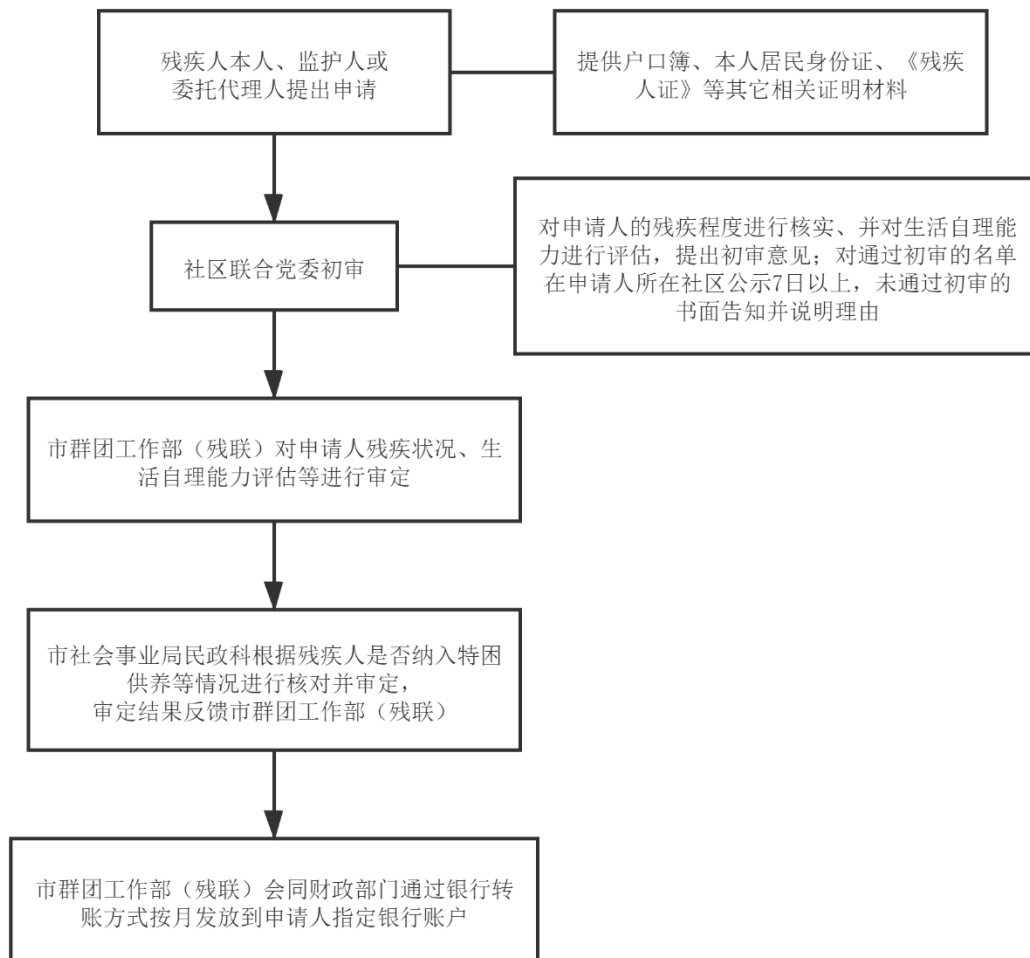 残疾人本人、监护人或
委托代理人提出申请
提供户口簿、本人居民身份证、《残疾
人证》等其它相关证明材料
社区联合党委初审
对申请人的残疾程度进行核实、并对生活自理能
力进行评估，提出初审意见；对通过初审的名单
在申请人所在社区公示7日以上，未通过初审的
书面告知并说明理由
市群团工作部（残联）对申请人残疾状况、生
活自理能力评估等进行审定
市社会事业局民政科根据残疾人是否纳入特困
供养等情况进行核对并审定，
审定结果反馈市群团工作部（残联）
市群团工作部（残联）会同财政部门通过银行转
账方式按月发放到申请人指定银行账户